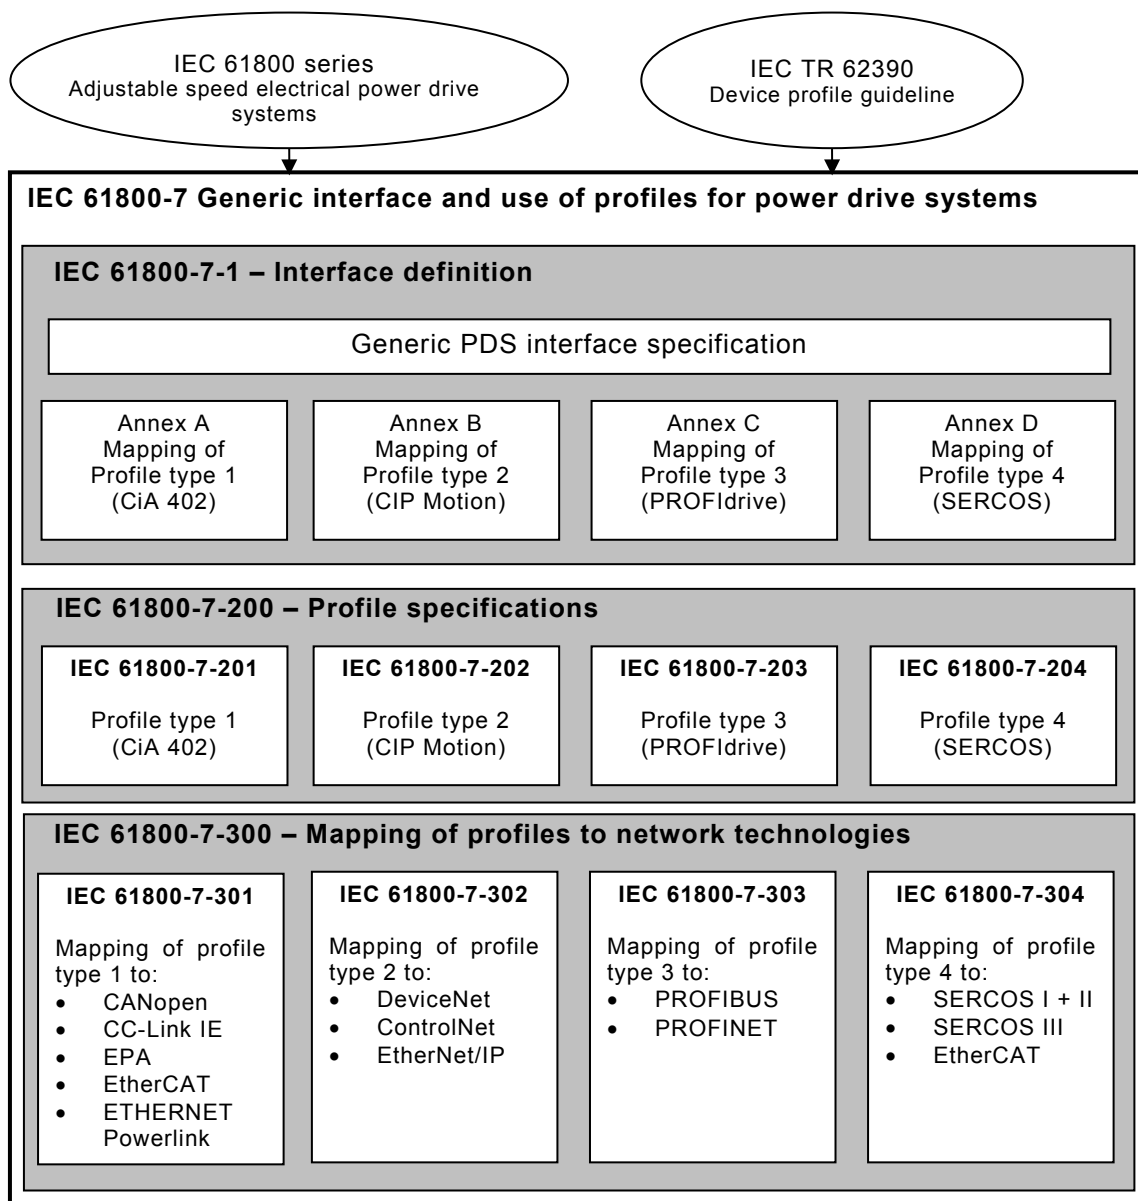 IEC 61800 series
Adjustable speed electrical power drive
systems
IEC TR 62390
Device profile guideline
IEC 61800-7 Generic interface and use of profiles for power drive systems
IEC 61800-7-1 – Interface definition
Generic PDS interface specification
Annex A
Mapping of
Profile type 1
(CiA 402)
Annex B
Mapping of
Profile type 2
(CIP Motion)
Annex C
Mapping of
Profile type 3
(PROFIdrive)
Annex D
Mapping of
Profile type 4
(SERCOS)
IEC 61800-7-200 – Profile specifications
IEC 61800-7-201
Profile type 1
(CiA 402)
IEC 61800-7-202
Profile type 2
(CIP Motion)
IEC 61800-7-203
Profile type 3
(PROFIdrive)
IEC 61800-7-204
Profile type 4
(SERCOS)
IEC 61800-7-300 – Mapping of profiles to network technologies
IEC 61800-7-301
Mapping of profile
type 1 to:
• CANopen
• CC-Link IE
• EPA
• EtherCAT
• ETHERNET
Powerlink
IEC 61800-7-302
Mapping of profile
type 2 to:
• DeviceNet
• ControlNet
• EtherNet/IP
IEC 61800-7-303
Mapping of profile
type 3 to:
• PROFIBUS
• PROFINET
IEC 61800-7-304
Mapping of profile
type 4 to:
• SERCOS I + II
• SERCOS III
• EtherCAT